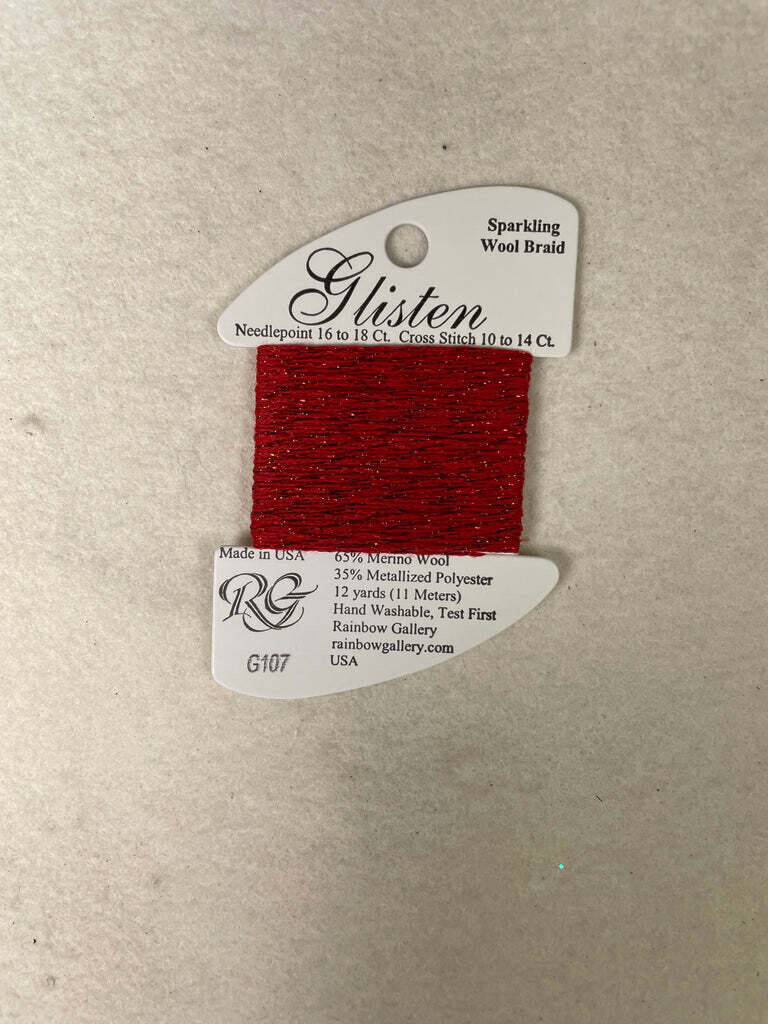 Sparkling
Wool Braid
Glisten
Needlepoint 16 to 18 Ct. Cross Stitch 10 to 14 Ct.
Made in USA
RG
G107
65% Merino Wool
35% Metallized Polyester
12 yards (11 Meters)
Hand Washable, Test First
Rainbow Gallery
rainbowgallery.com
USA